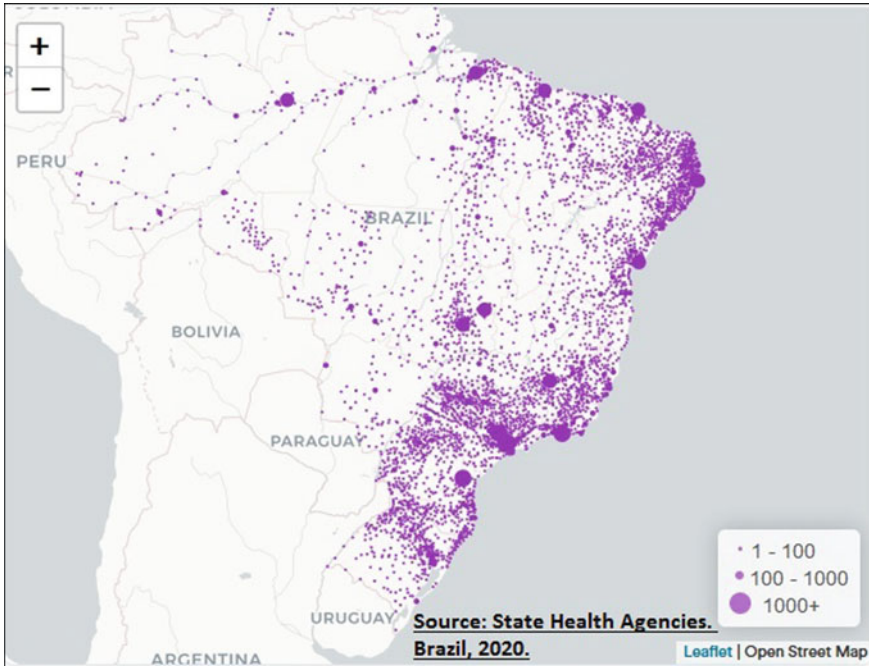 COLOMBIA
+
−
PERU
BRAZIL
BOLIVIA
PARAGUAY
1 - 100
100 - 1000
1000+
URUGUAY
Source: State Health Agencies.
Brazil, 2020.
ARGENTINA
Leaflet | Open Street Map